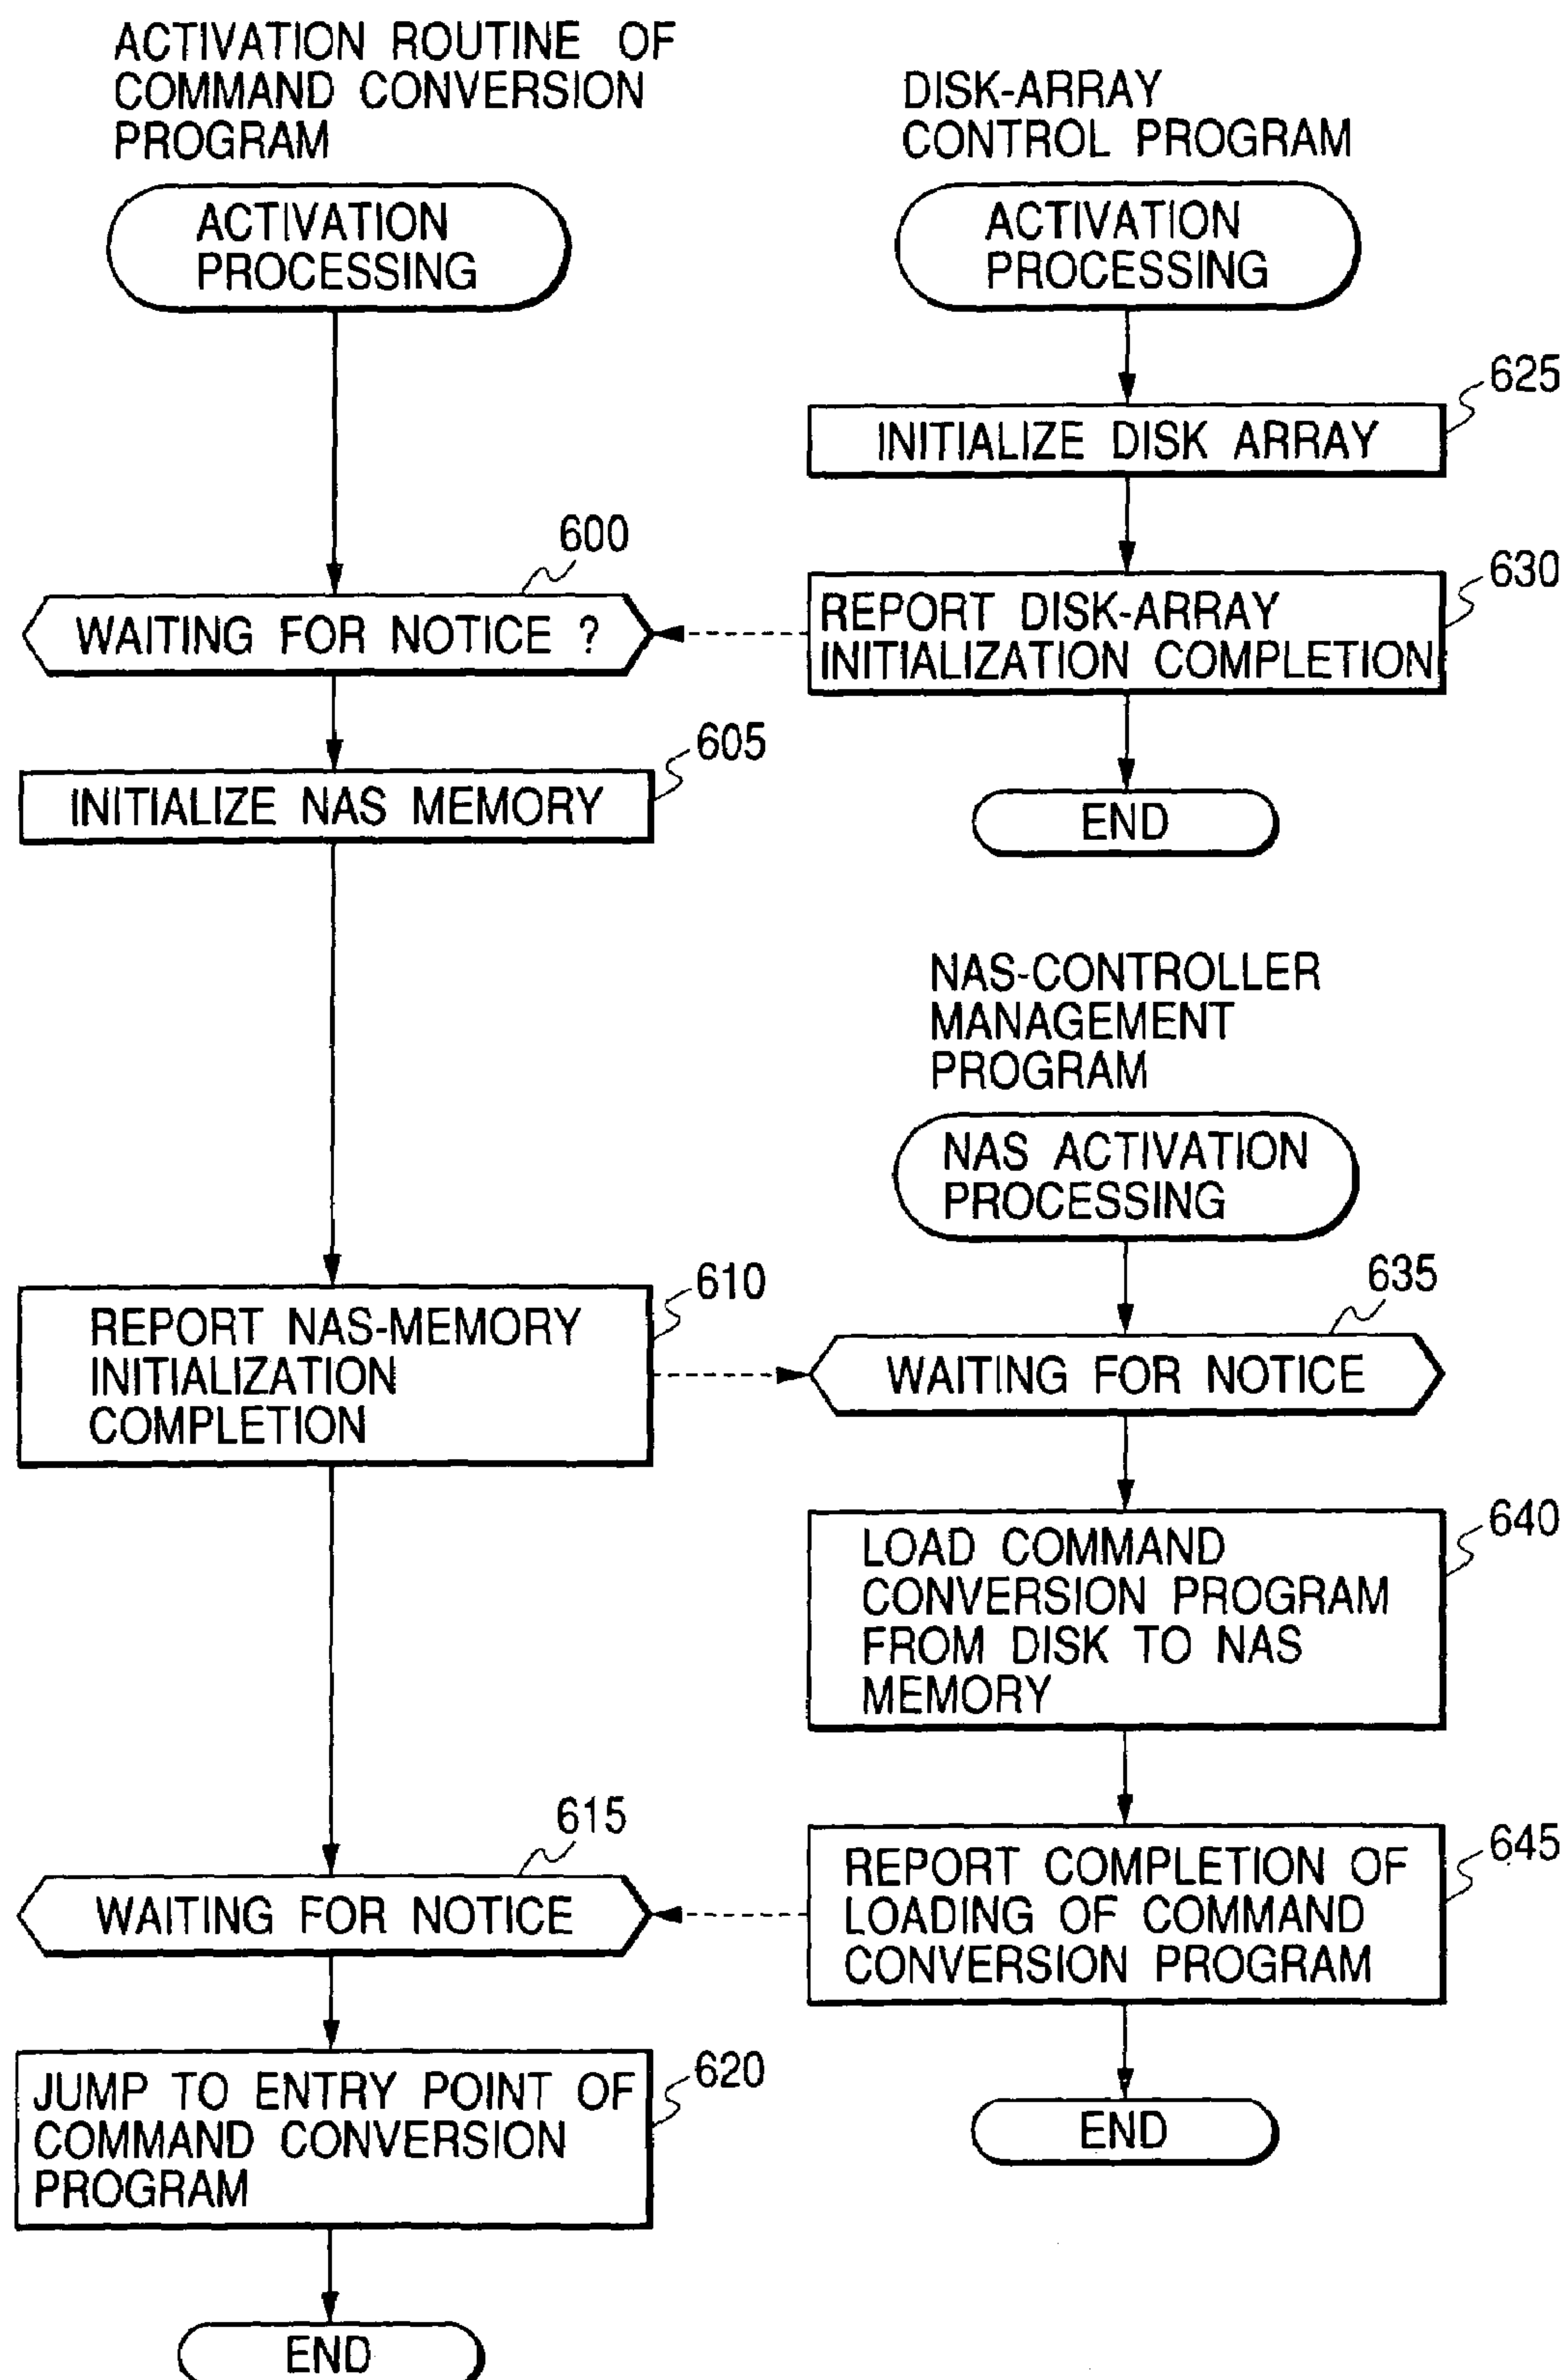 ACTIVATION ROUTINE OF
COMMAND CONVERSION
PROGRAM
ACTIVATION
PROCESSING
600
WAITING FOR NOTICE ?
605
INITIALIZE NAS MEMORY
610
REPORT NAS-MEMORY
INITIALIZATION
COMPLETION
615
WAITING FOR NOTICE
620
JUMP TO ENTRY POINT OF
COMMAND CONVERSION
PROGRAM
END
DISK-ARRAY
CONTROL PROGRAM
ACTIVATION
PROCESSING
625
INITIALIZE DISK ARRAY
630
REPORT DISK-ARRAY
INITIALIZATION COMPLETION
END
NAS-CONTROLLER
MANAGEMENT
PROGRAM
NAS ACTIVATION
PROCESSING
635
WAITING FOR NOTICE
640
LOAD COMMAND
CONVERSION PROGRAM
FROM DISK TO NAS
MEMORY
645
REPORT COMPLETION OF
LOADING OF COMMAND
CONVERSION PROGRAM
END